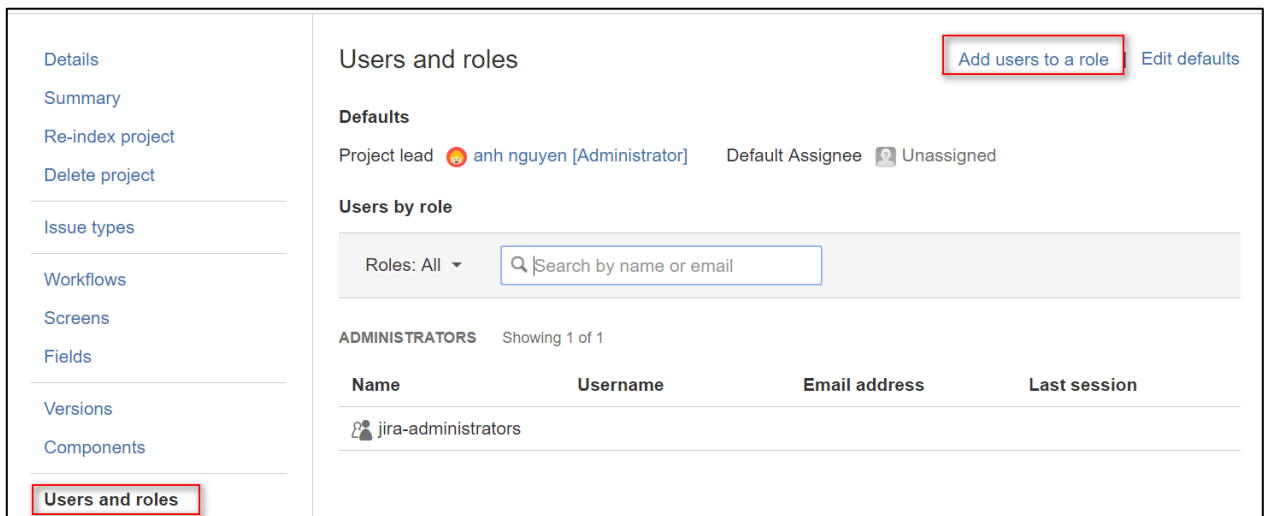 Details
Summary
Re-index project
Delete project
Issue types
Workflows
Screens
Fields
Versions
Components
Users and roles
Users and roles
Add users to a role Edit defaults
Defaults
Project lead anh nguyen [Administrator] Default Assignee Unassigned
Users by role
Roles: All Search by name or email
ADMINISTRATORS Showing 1 of 1
Name Username Email address Last session
jira-administrators